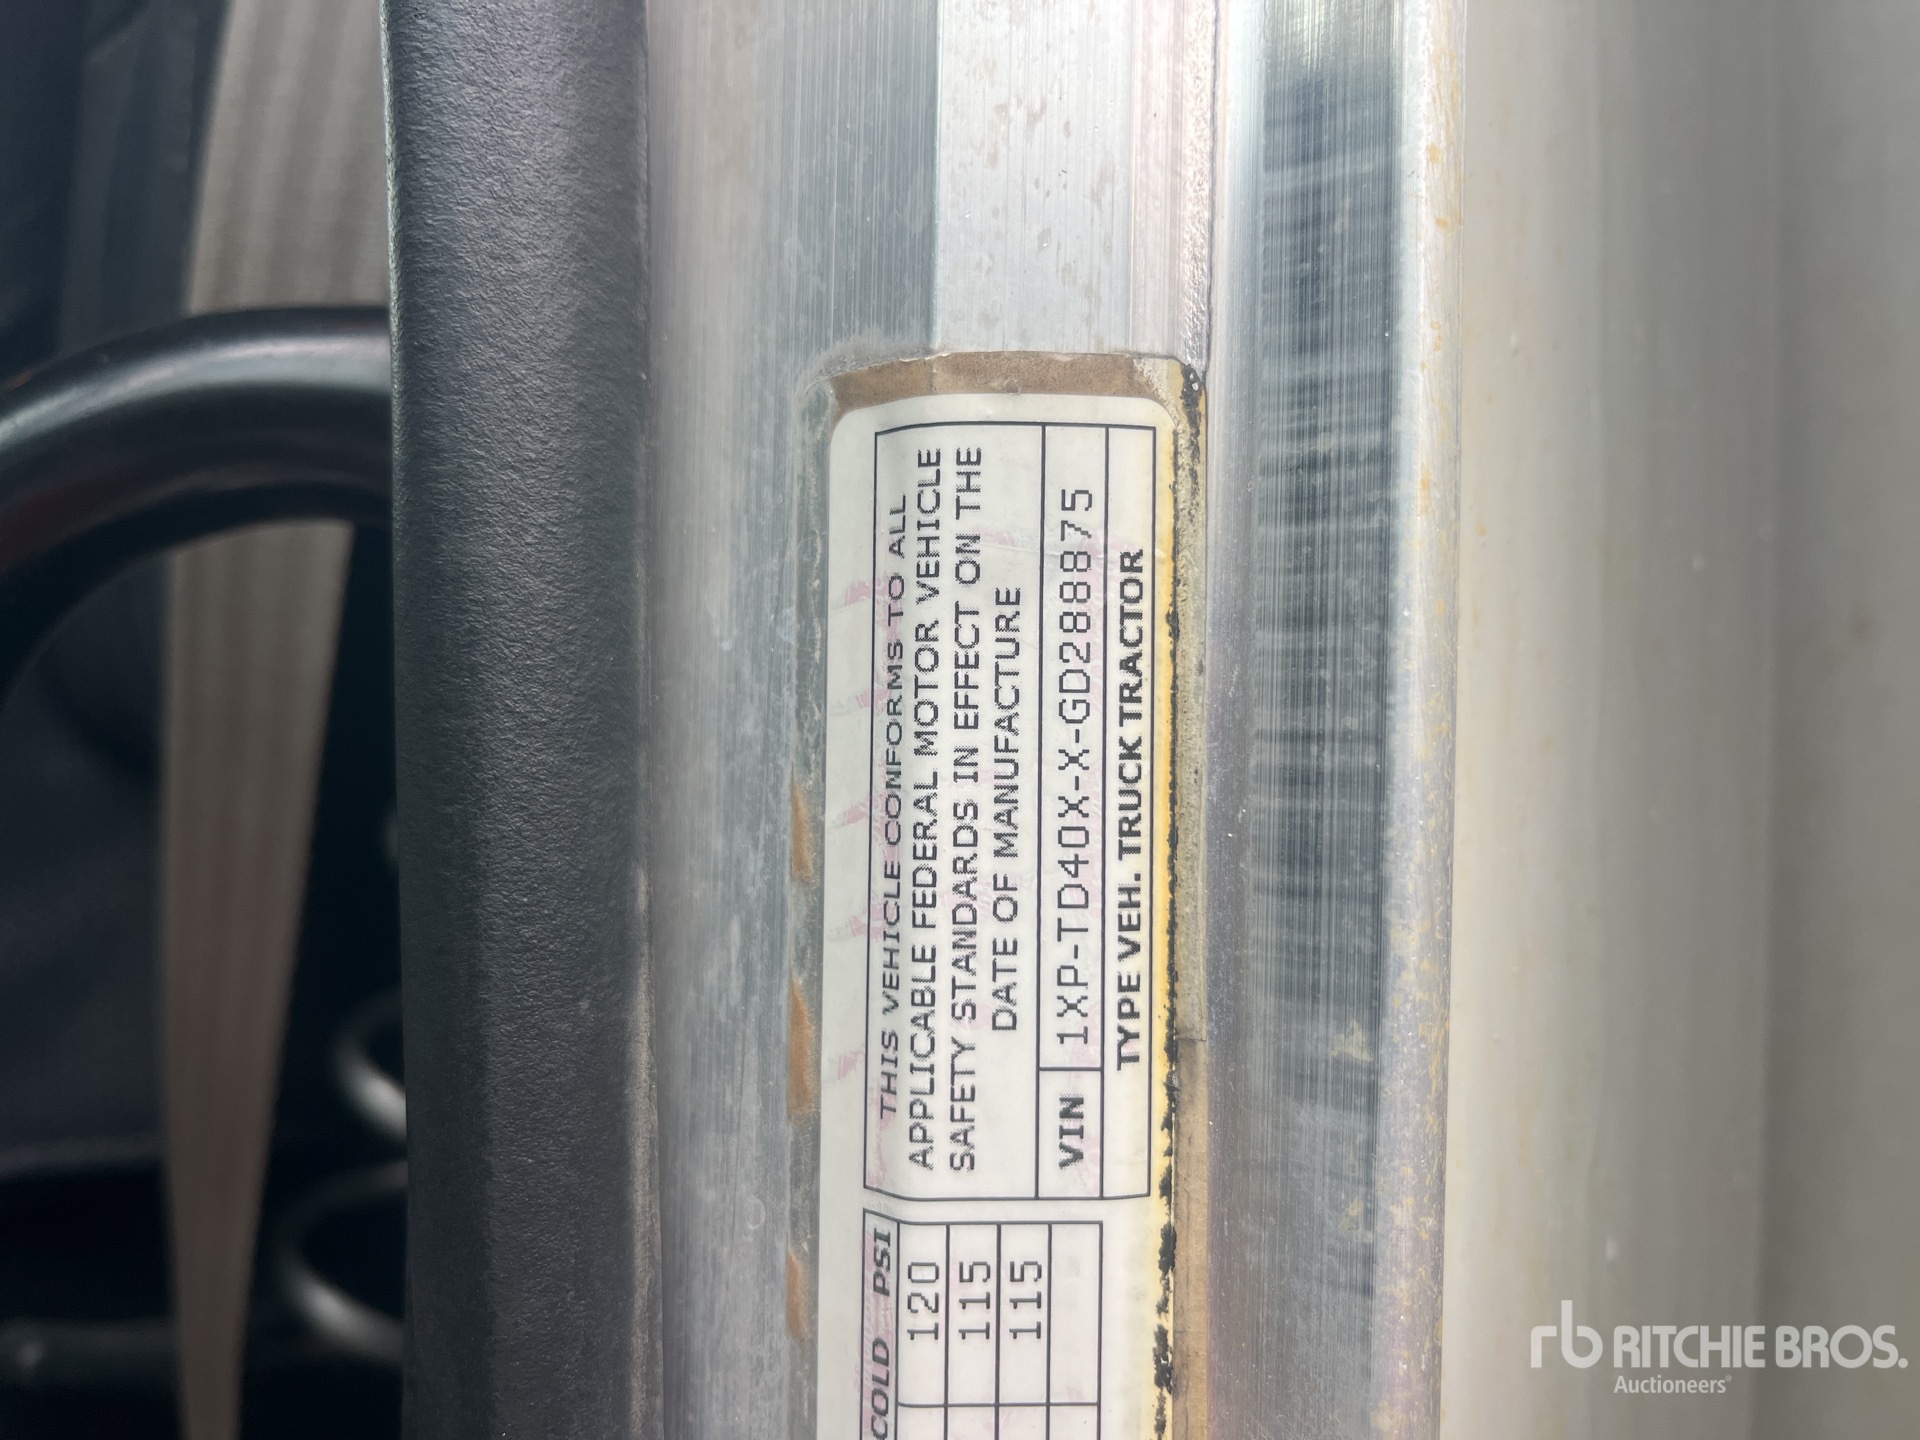 THIS VEHICLE CONFORMS TO ALL
APPLICABLE FEDERAL MOTOR VEHICLE
SAFETY STANDARDS IN EFFECT ON THE
DATE OF MANUFACTURE
VIN 1XP-TD40X-X-GD288875
TYPE VEH. TRUCK TRACTOR
COLD PSI
120
115
115
rb RITCHIE BROS.
Auctioneers